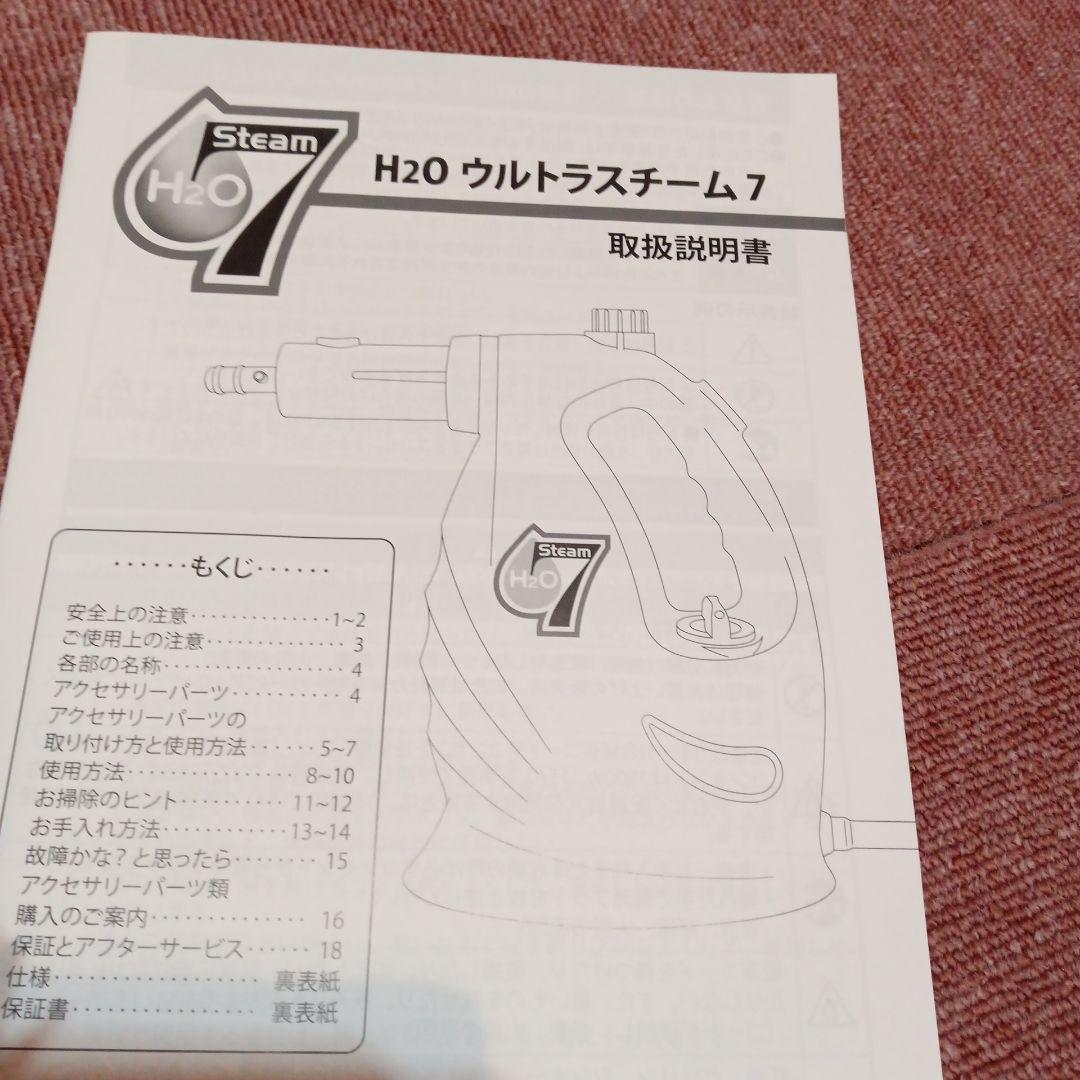 Steam
H2O
7
H2O ウルトラスチーム7
取扱説明書
Steam
H2O
7
······もくじ······
安全上の注意·············1~2
ご使用上の注意·············3
各部の名称·················4
アクセサリーパーツ··········4
アクセサリーパーツの
取り付け方と使用方法······5~7
使用方法···············8~10
お掃除のヒント··········11~12
お手入れ方法···········13~14
故障かな?と思ったら········15
アクセサリーパーツ類
購入のご案内··············16
保証とアフターサービス······18
仕様··················裏表紙
保証書················裏表紙